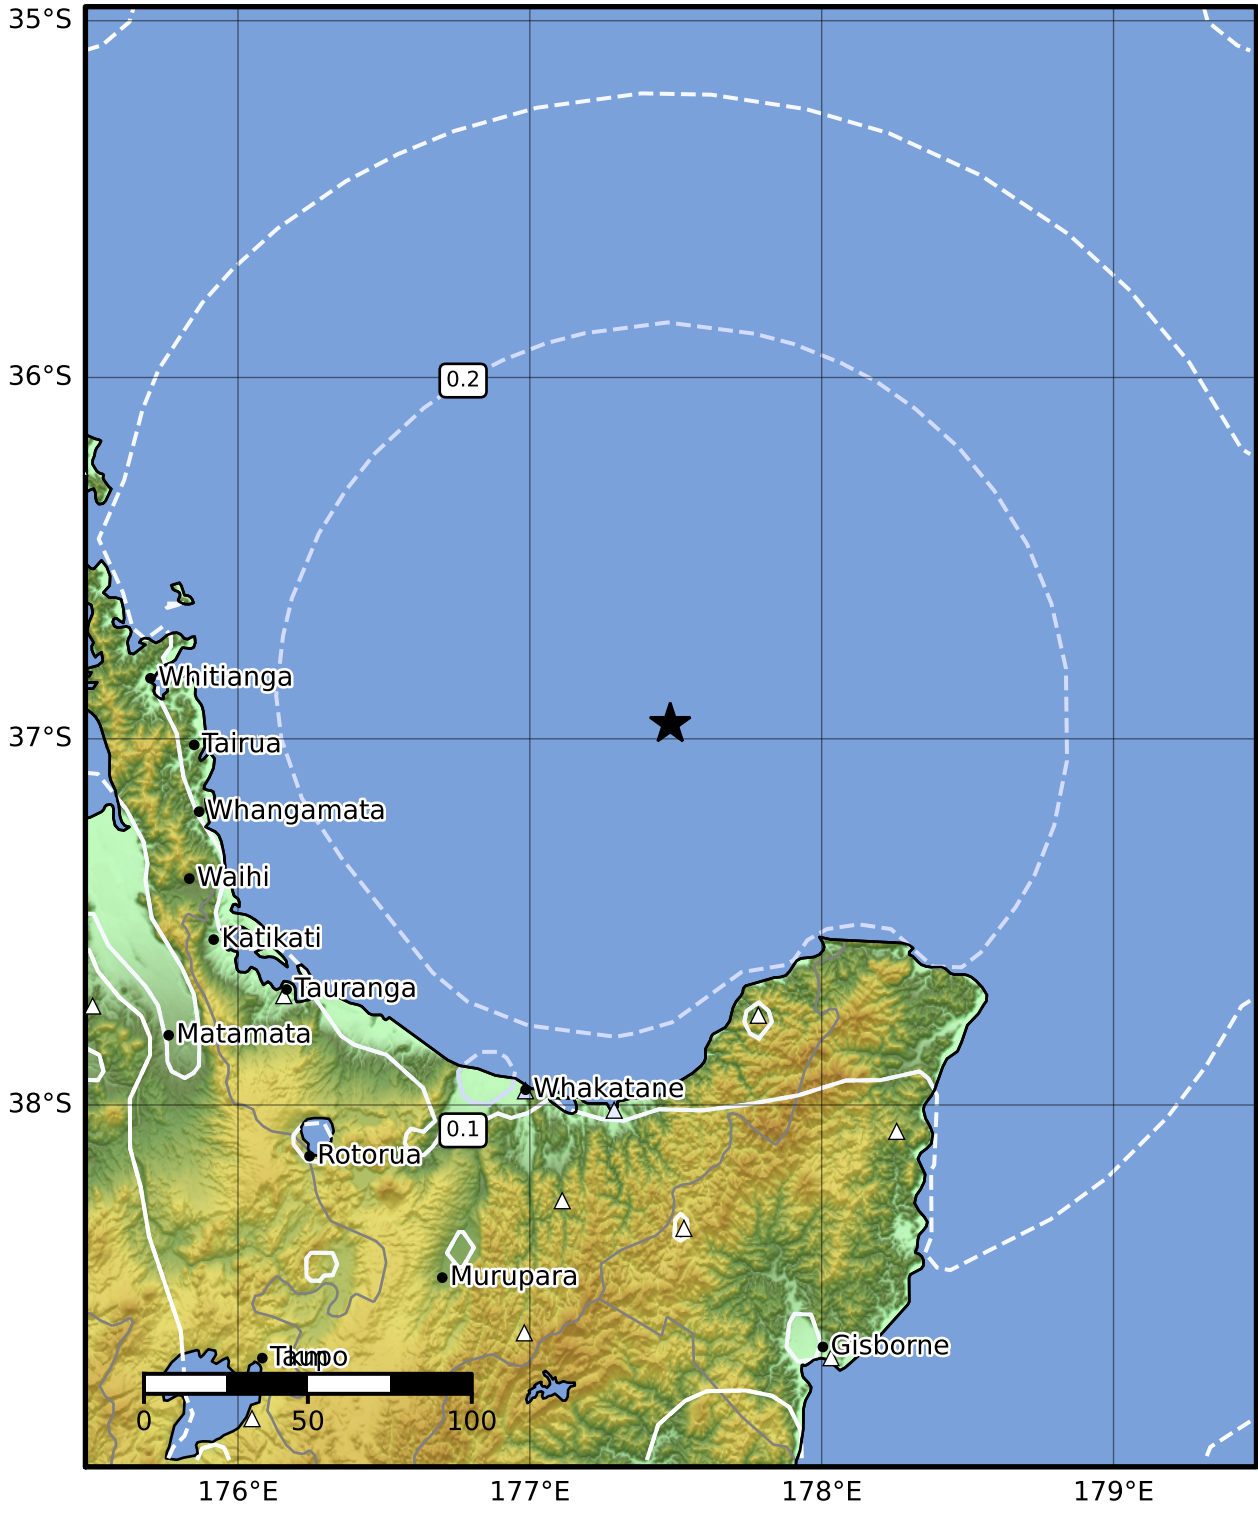 35°S
0.2
36°S
Whitianga
37°S
Tairua
Whangamata
Waihi
Katikati
Tauranga
Matamata
Whakatane
38°S
0.1
Rotorua
Murupara
Gisborne
Taupo
0 50 100
176°E 177°E 178°E 179°E